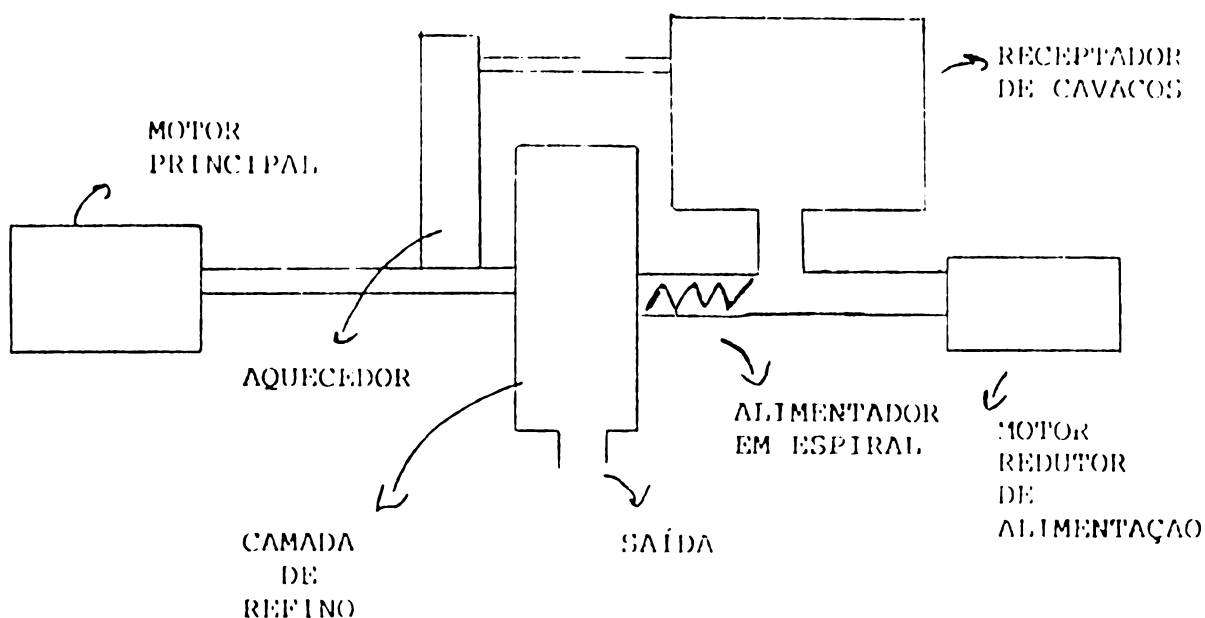 RECEPTADOR
DE CAVACOS
MOTOR
PRINCIPAL
AQUECEDOR
ALIMENTADOR
EM ESPIRAL
MOTOR
REDUTOR
DE
ALIMENTAÇAO
CAMADA
DE
REFINO
SAÍDA